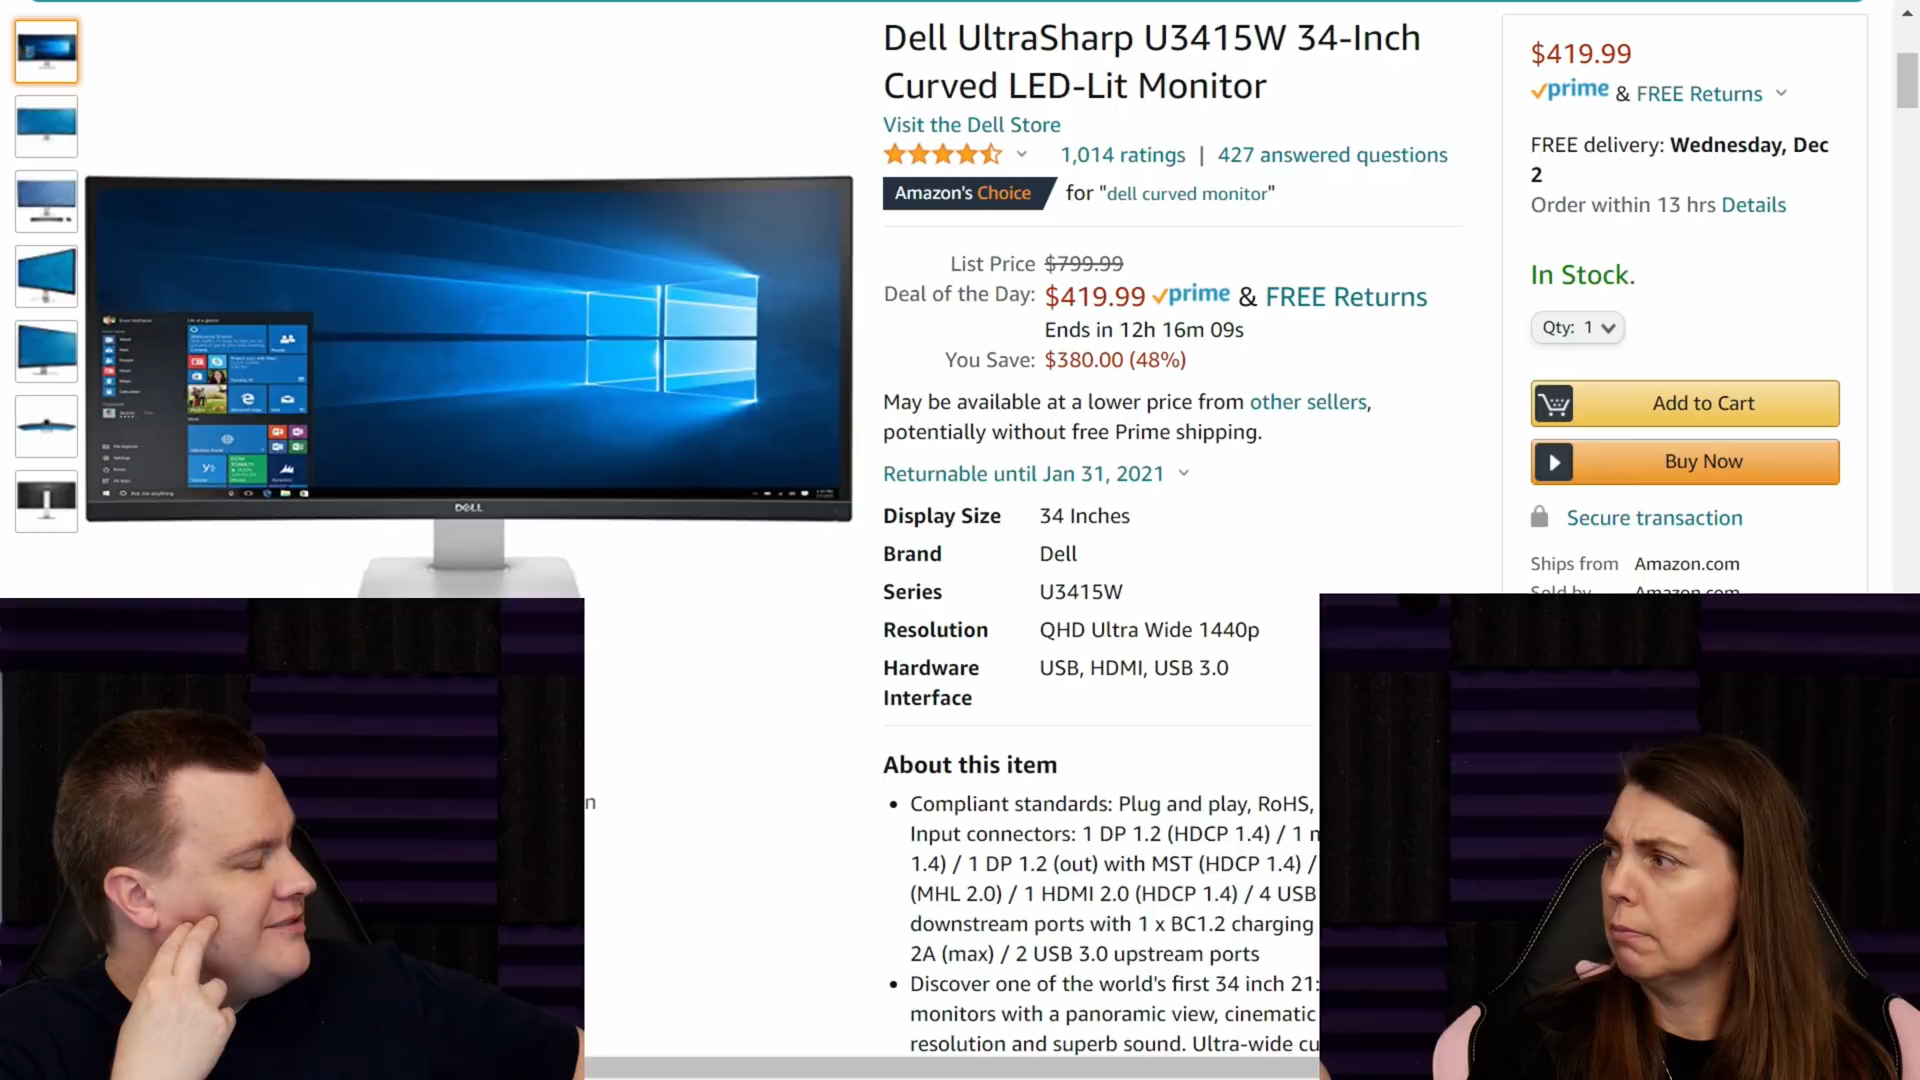 Dell UltraSharp U3415W 34-Inch
Curved LED-Lit Monitor
Visit the Dell Store
1,014 ratings | 427 answered questions
Amazon's Choice for "dell curved monitor"
List Price $799.99
Deal of the Day: $419.99 prime & FREE Returns
Ends in 12h 16m 09s
You Save: $380.00 (48%)
May be available at a lower price from other sellers,
potentially without free Prime shipping.
Returnable until Jan 31, 2021
Display Size 34 Inches
Brand Dell
Series U3415W
Resolution QHD Ultra Wide 1440p
Hardware Interface USB, HDMI, USB 3.0
About this item
• Compliant standards: Plug and play, RoHS,
Input connectors: 1 DP 1.2 (HDCP 1.4) / 1
1.4) / 1 DP 1.2 (out) with MST (HDCP 1.4) /
(MHL 2.0) / 1 HDMI 2.0 (HDCP 1.4) / 4 USB
downstream ports with 1 x BC1.2 charging
2A (max) / 2 USB 3.0 upstream ports
• Discover one of the world's first 34 inch 21:
monitors with a panoramic view, cinematic
resolution and superb sound. Ultra-wide
$419.99
prime & FREE Returns
FREE delivery: Wednesday, Dec
2
Order within 13 hrs Details
In Stock.
Qty: 1
Add to Cart
Buy Now
Secure transaction
Ships from Amazon.com
Sold by Amazon.com
DELL